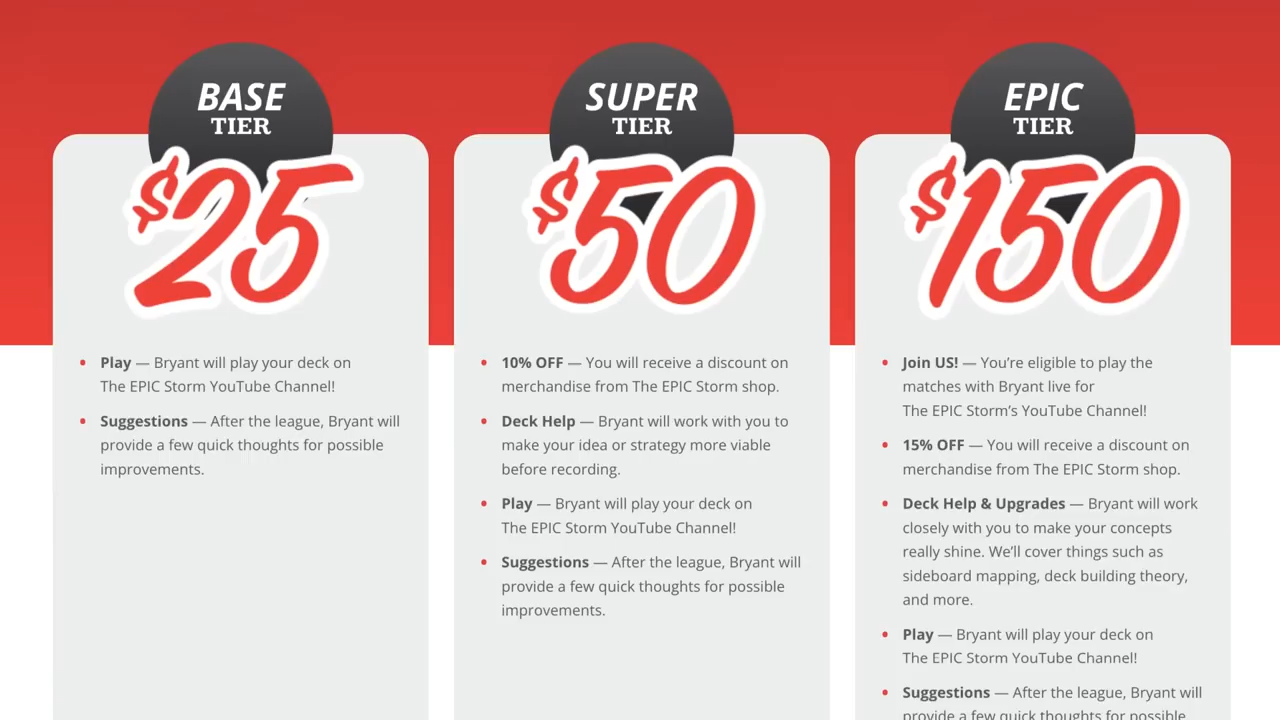 BASE
TIER
$25
• Play — Bryant will play your deck on
The EPIC Storm YouTube Channel!
• Suggestions — After the league, Bryant will
provide a few quick thoughts for possible
improvements.
SUPER
TIER
$50
• 10% OFF — You will receive a discount on
merchandise from The EPIC Storm shop.
• Deck Help — Bryant will work with you to
make your idea or strategy more viable
before recording.
• Play — Bryant will play your deck on
The EPIC Storm YouTube Channel!
• Suggestions — After the league, Bryant will
provide a few quick thoughts for possible
improvements.
EPIC
TIER
$150
• Join US! — You’re eligible to play the
matches with Bryant live for
The EPIC Storm’s YouTube Channel!
• 15% OFF — You will receive a discount on
merchandise from The EPIC Storm shop.
• Deck Help & Upgrades — Bryant will work
closely with you to make your concepts
really shine. We’ll cover things such as
sideboard mapping, deck building theory,
and more.
• Play — Bryant will play your deck on
The EPIC Storm YouTube Channel!
• Suggestions — After the league, Bryant will
provide a few quick thoughts for possible